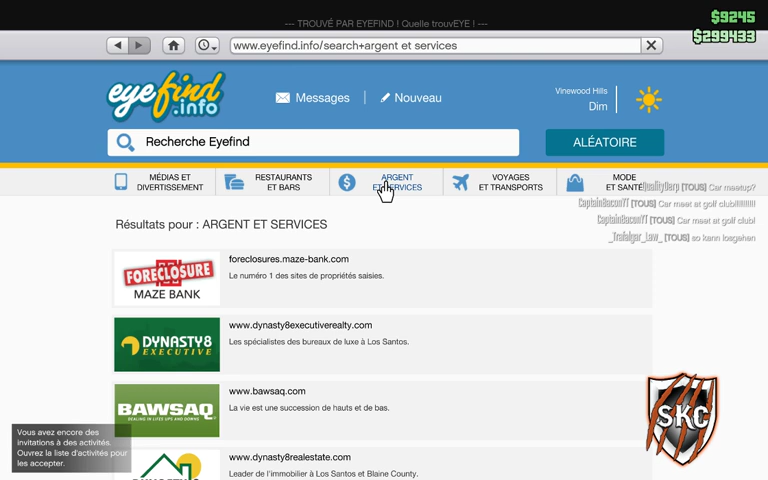 --- TROUVÉ PAR EYEFIND ! Quelle trouvEYE ! ---
$9245
$299433
www.eyefind.info/search+argent et services
eyefind
.info
Messages
Nouveau
Vinewood Hills
Dim
Recherche Eyefind
ALÉATOIRE
MÉDIAS ET
DIVERTISSEMENT
RESTAURANTS
ET BARS
ARGENT
ET SERVICES
VOYAGES
ET TRANSPORTS
MODE
ET SANTÉ
[TOUS] Car meetup?
CaptainBaconYT [TOUS] Car meet at golf club!!!!!!!!!
CaptainBaconYT [TOUS] Car meet at golf club!
_Trafalgar_Law_ [TOUS] so kann losgehen
Résultats pour : ARGENT ET SERVICES
FORECLOSURE
MAZE BANK
foreclosures.maze-bank.com
Le numéro 1 des sites de propriétés saisies.
DYNASTY8
EXECUTIVE
www.dynasty8executiverealty.com
Les spécialistes des bureaux de luxe à Los Santos.
BAWSAQ
DEALING IN LIFES UPS AND DOWNS
www.bawsaq.com
La vie est une succession de hauts et de bas.
www.dynasty8realestate.com
Leader de l'immobilier à Los Santos et Blaine County.
Vous avez encore des
invitations à des activités.
Ouvrez la liste d'activités pour
les accepter.
SKC